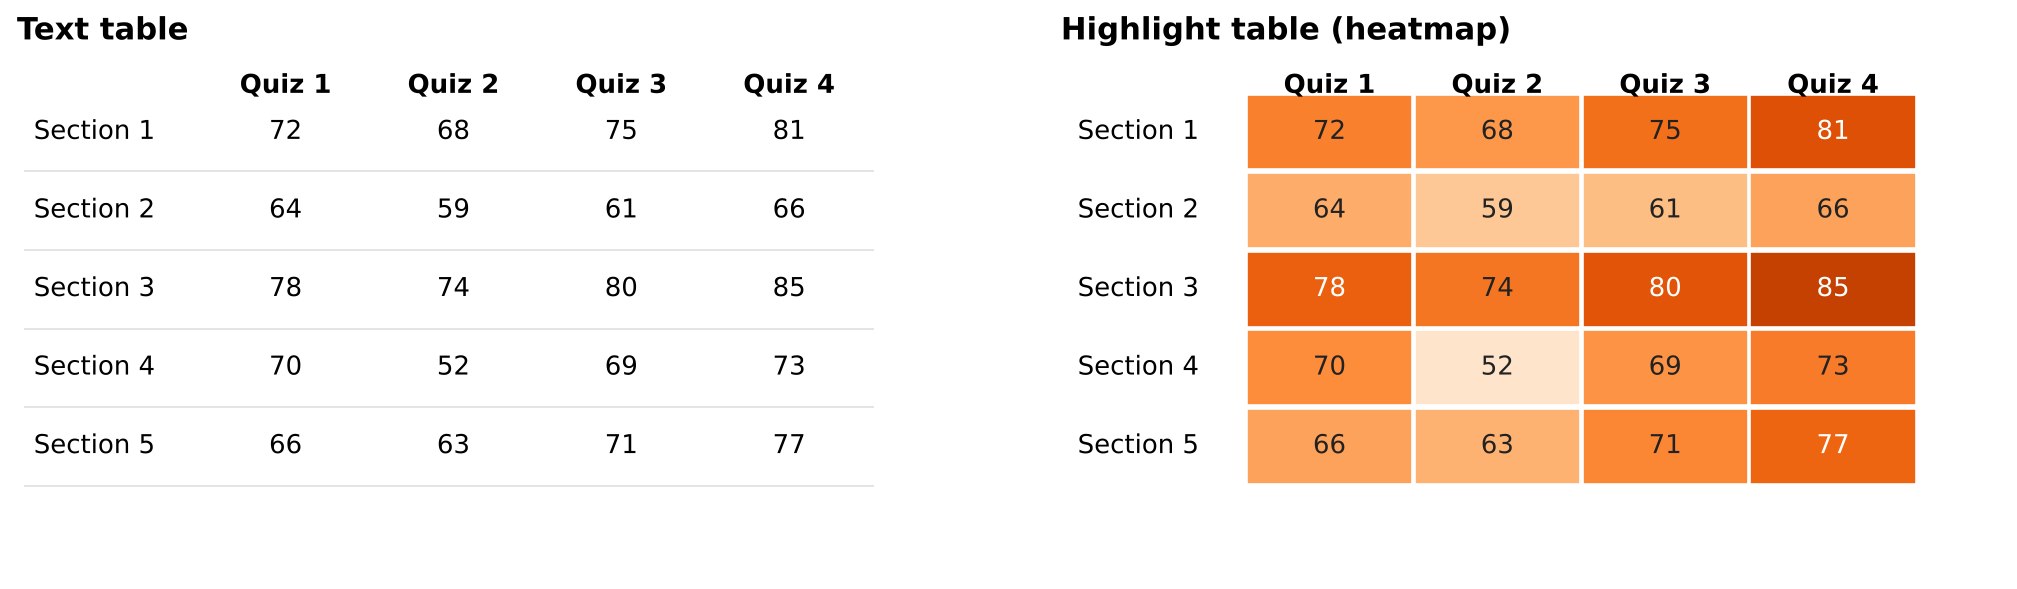 Text table
Quiz 1 Quiz 2 Quiz 3 Quiz 4
Section 1 72 68 75 81
Section 2 64 59 61 66
Section 3 78 74 80 85
Section 4 70 52 69 73
Section 5 66 63 71 77
Highlight table (heatmap)
Quiz 1 Quiz 2 Quiz 3 Quiz 4
Section 1 72 68 75 81
Section 2 64 59 61 66
Section 3 78 74 80 85
Section 4 70 52 69 73
Section 5 66 63 71 77